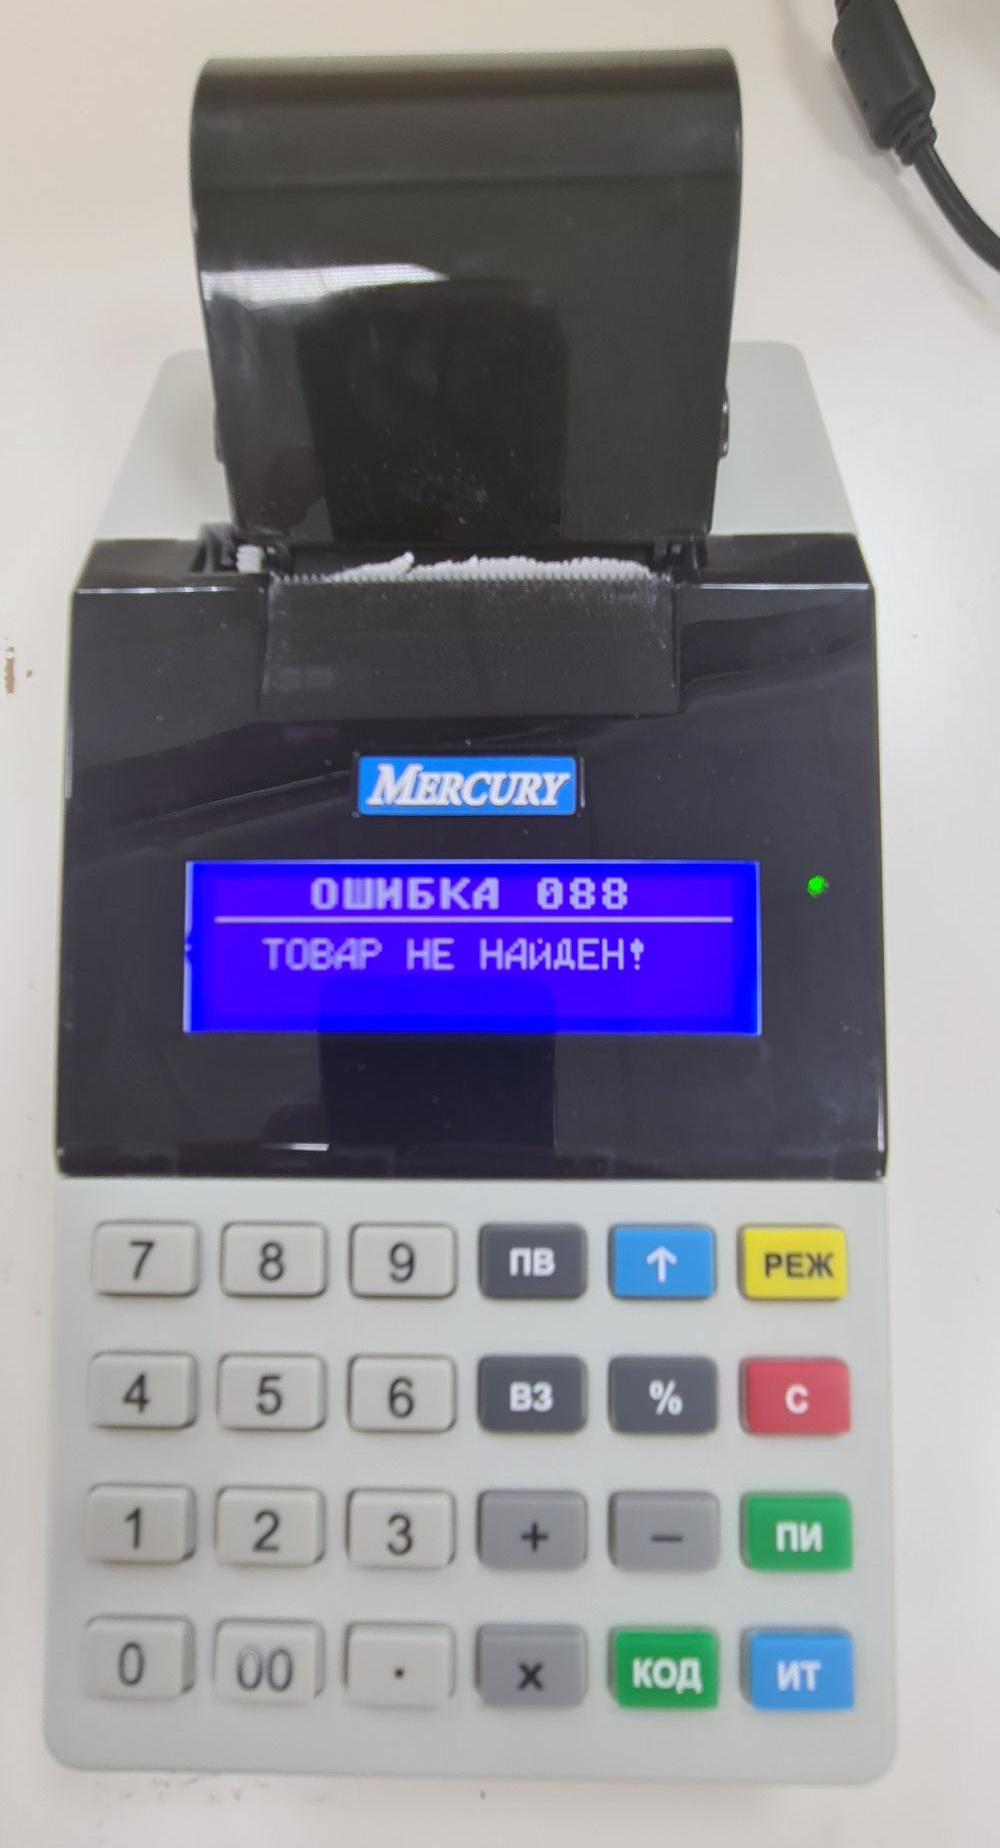 MERCURY
ОШИБКА 088
ТОВАР НЕ НАЙДЕН!
7 8 9 ПВ ↑ РЕЖ
4 5 6 ВЗ % С
1 2 3 + − ПИ
0 00 . X КОД ИТ